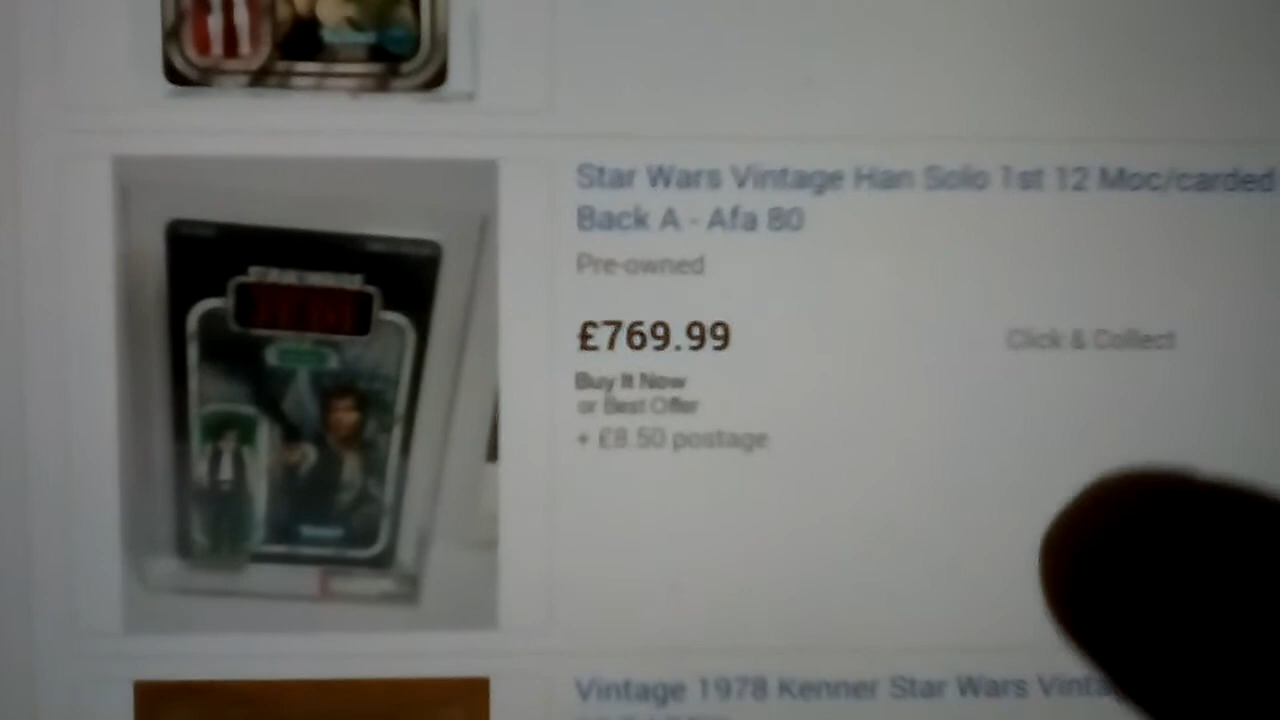 Star Wars Vintage Han Solo 1st 12 Moc/carded
Back A - Afa 80
Pre-owned
£769.99
Click & Collect
Buy It Now
or Best Offer
+ £8.50 postage
Vintage 1978 Kenner Star Wars